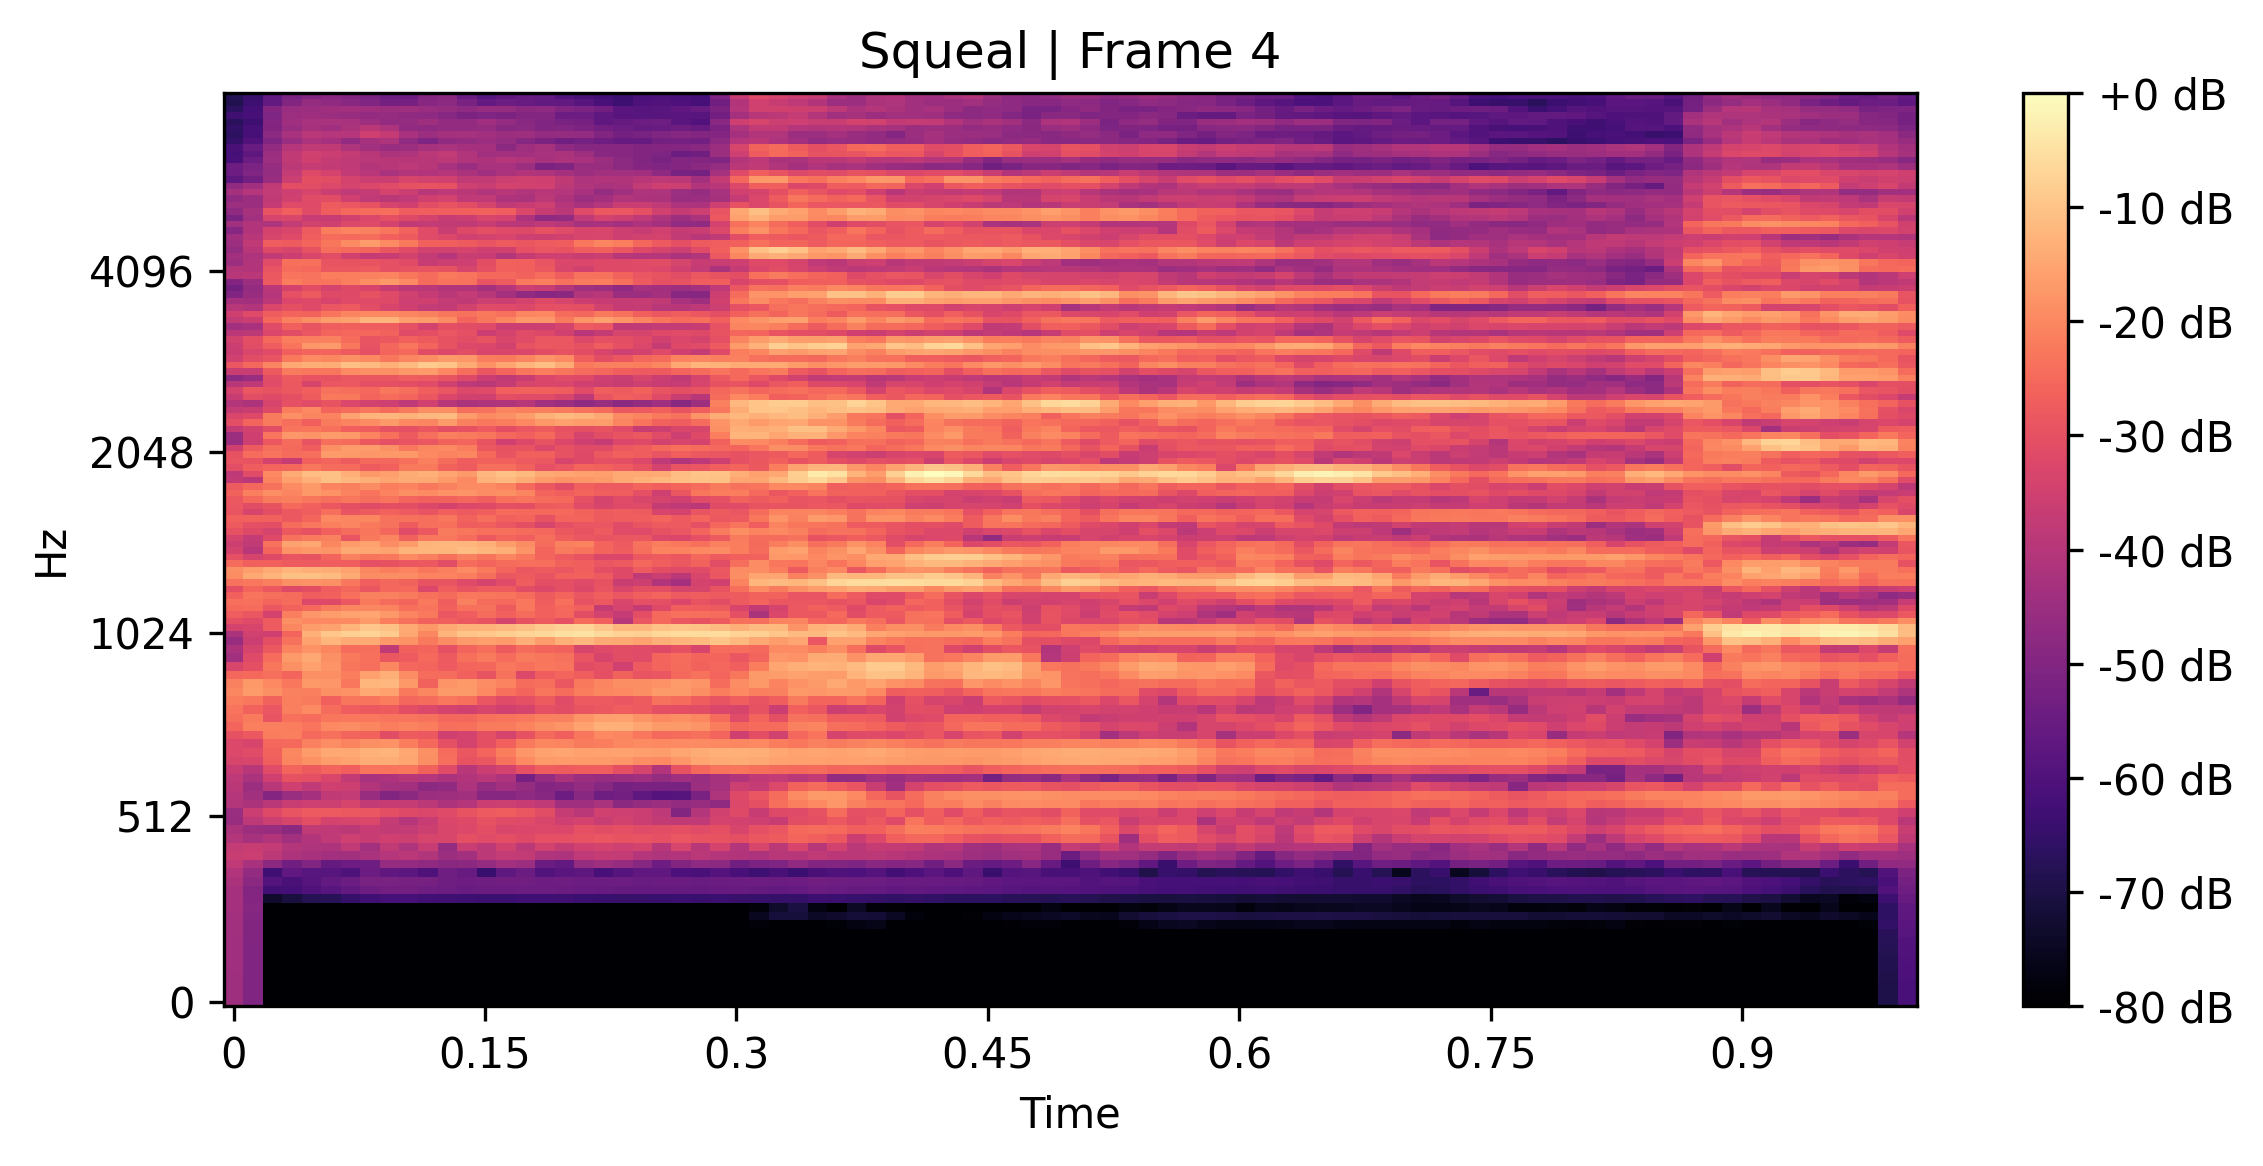 Squeal | Frame 4
+0 dB
-10 dB
-20 dB
-30 dB
-40 dB
-50 dB
-60 dB
-70 dB
-80 dB
Hz
4096
2048
1024
512
0
0 0.15 0.3 0.45 0.6 0.75 0.9
Time